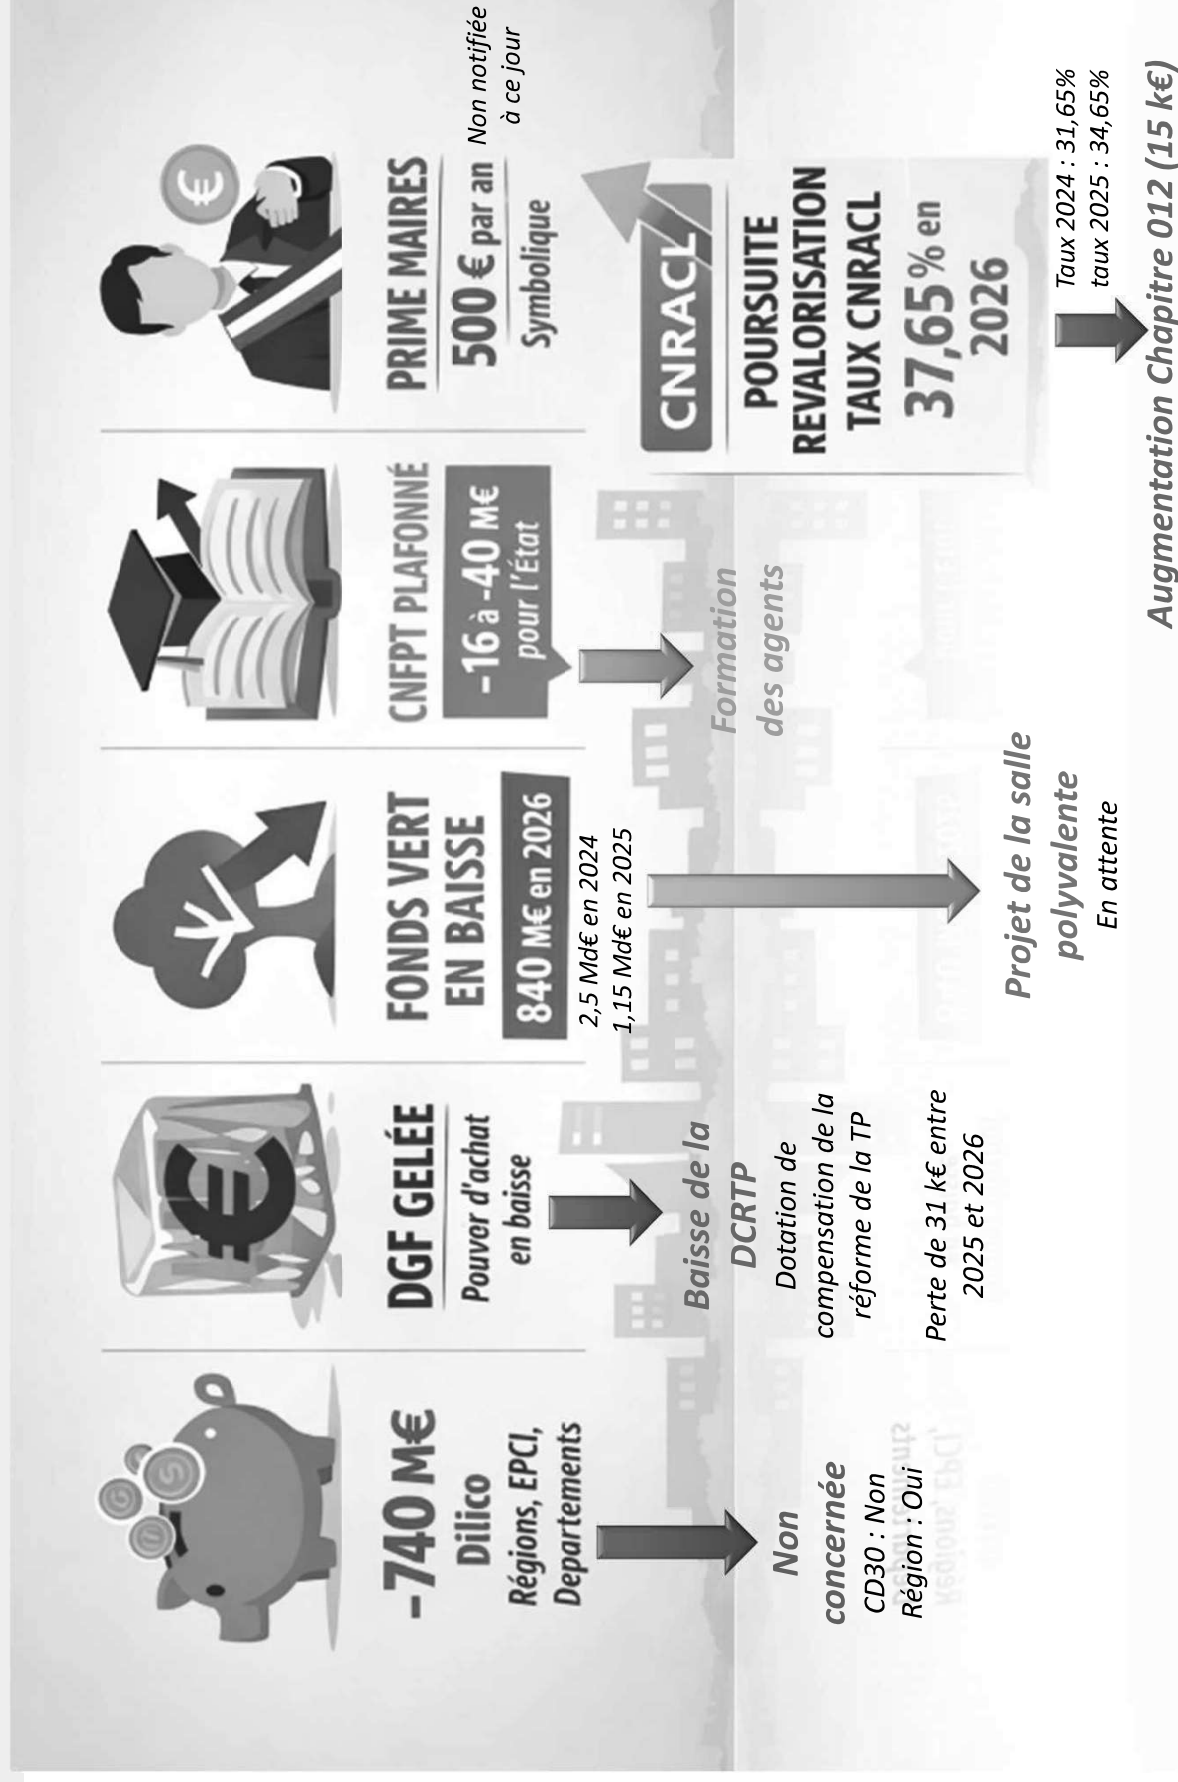 -740 M€
Dilico
Régions, EPCI,
Departements
Non
concernée
CD30 : Non
Région : Oui
DGF GELÉE
Pouvor d'achat
en baisse
Baisse de la
DCRTP
Dotation de
compensation de la
réforme de la TP
Perte de 31 k€ entre
2025 et 2026
FONDS VERT
EN BAISSE
840 M€ en 2026
2,5 Md€ en 2024
1,15 Md€ en 2025
Projet de la salle
polyvalente
En attente
CNFPT PLAFONNÉ
-16 à -40 M€
pour l'État
Formation
des agents
PRIME MAIRES
500 € par an
Symbolique
Non notifiée
à ce jour
CNRACL
POURSUITE
REVALORISATION
TAUX CNRACL
37,65% en
2026
Taux 2024 : 31,65%
taux 2025 : 34,65%
Augmentation Chapitre 012 (15 k€)